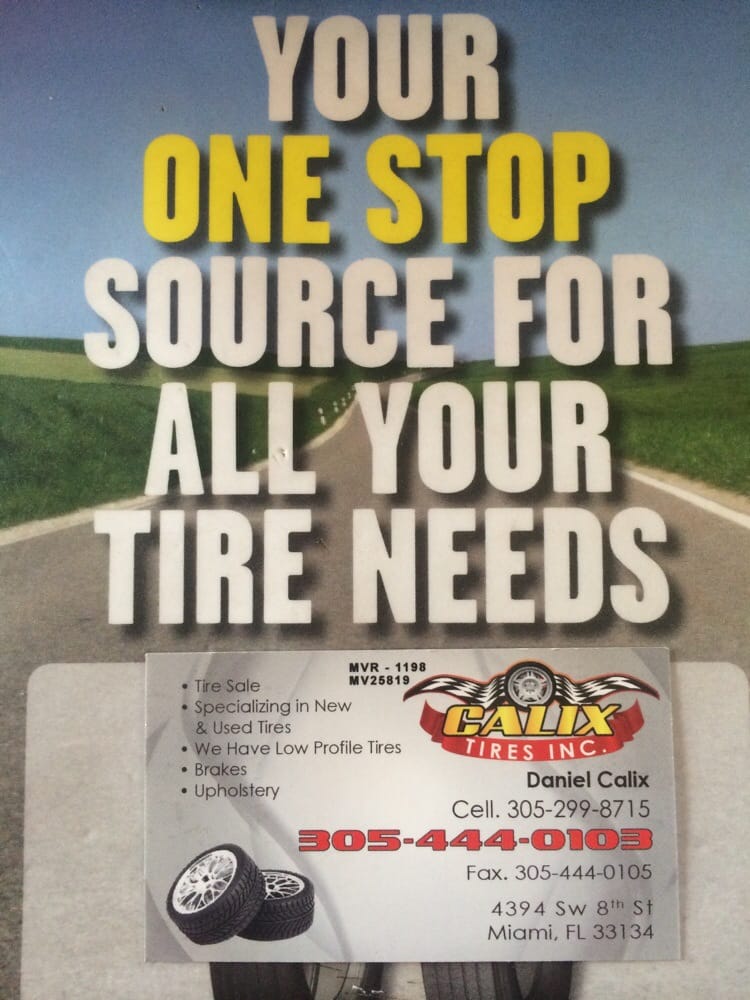 YOUR
ONE STOP
SOURCE FOR
ALL YOUR
TIRE NEEDS
MVR - 1198
MV25819
• Tire Sale
• Specializing in New
& Used Tires
• We Have Low Profile Tires
• Brakes
• Upholstery
CALIX
TIRES INC.
Daniel Calix
Cell. 305-299-8715
305-444-0103
Fax. 305-444-0105
4394 Sw 8th St
Miami, FL 33134